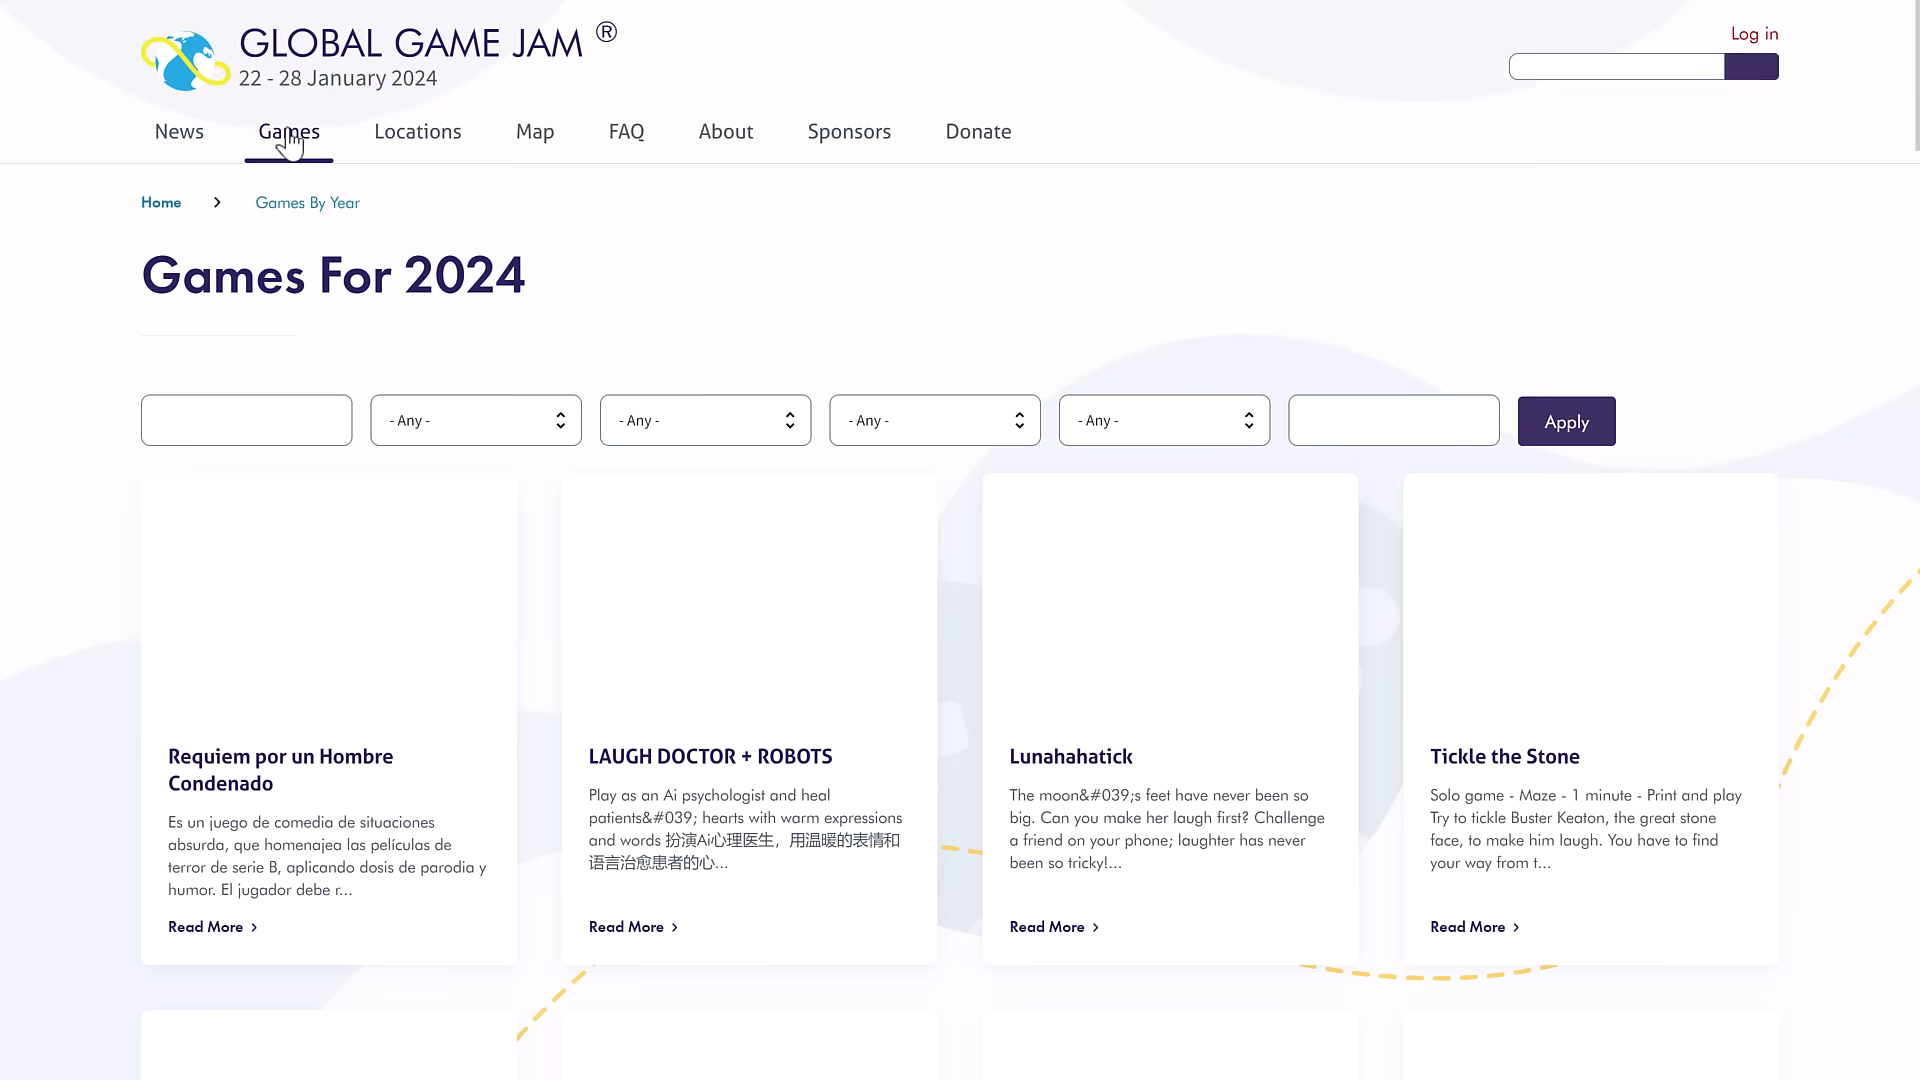 GLOBAL GAME JAM ®
22 - 28 January 2024
Log in
News
Games
Locations
Map
FAQ
About
Sponsors
Donate
Home
Games By Year
Games For 2024
- Any -
- Any -
- Any -
- Any -
Apply
Requiem por un Hombre
Condenado
Es un juego de comedia de situaciones
absurda, que homenajea las películas de
terror de serie B, aplicando dosis de parodia y
humor. El jugador debe r...
Read More
LAUGH DOCTOR + ROBOTS
Play as an Ai psychologist and heal
patients&#039; hearts with warm expressions
and words 扮演Ai心理医生，用温暖的表情和
语言治愈患者的心...
Read More
Lunahahatick
The moon&#039;s feet have never been so
big. Can you make her laugh first? Challenge
a friend on your phone; laughter has never
been so tricky!...
Read More
Tickle the Stone
Solo game - Maze - 1 minute - Print and play
Try to tickle Buster Keaton, the great stone
face, to make him laugh. You have to find
your way from t...
Read More